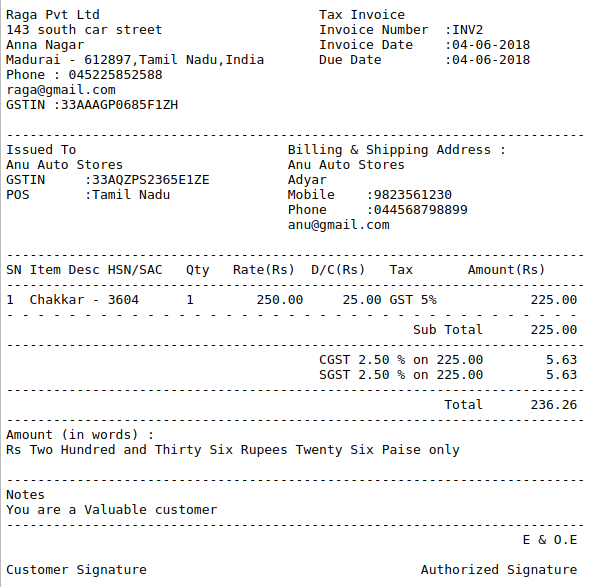 Raga Pvt Ltd                            Tax Invoice
143 south car street                    Invoice Number  :INV2
Anna Nagar                              Invoice Date    :04-06-2018
Madurai - 612897,Tamil Nadu,India       Due Date        :04-06-2018
Phone : 045225852588
raga@gmail.com
GSTIN :33AAAGP0685F1ZH
Issued To                           Billing & Shipping Address :
Anu Auto Stores                     Anu Auto Stores
GSTIN     :33AQZPS2365E1ZE          Adyar
POS       :Tamil Nadu               Mobile    :9823561230
                                    Phone     :044568798899
                                    anu@gmail.com
SN Item Desc HSN/SAC   Qty   Rate(Rs)  D/C(Rs)   Tax       Amount(Rs)
1  Chakkar - 3604      1        250.00     25.00 GST 5%            225.00
Sub Total      225.00
CGST 2.50 % on 225.00        5.63
SGST 2.50 % on 225.00        5.63
Total      236.26
Amount (in words) :
Rs Two Hundred and Thirty Six Rupees Twenty Six Paise only
Notes
You are a Valuable customer
E & O.E
Customer Signature                                   Authorized Signature